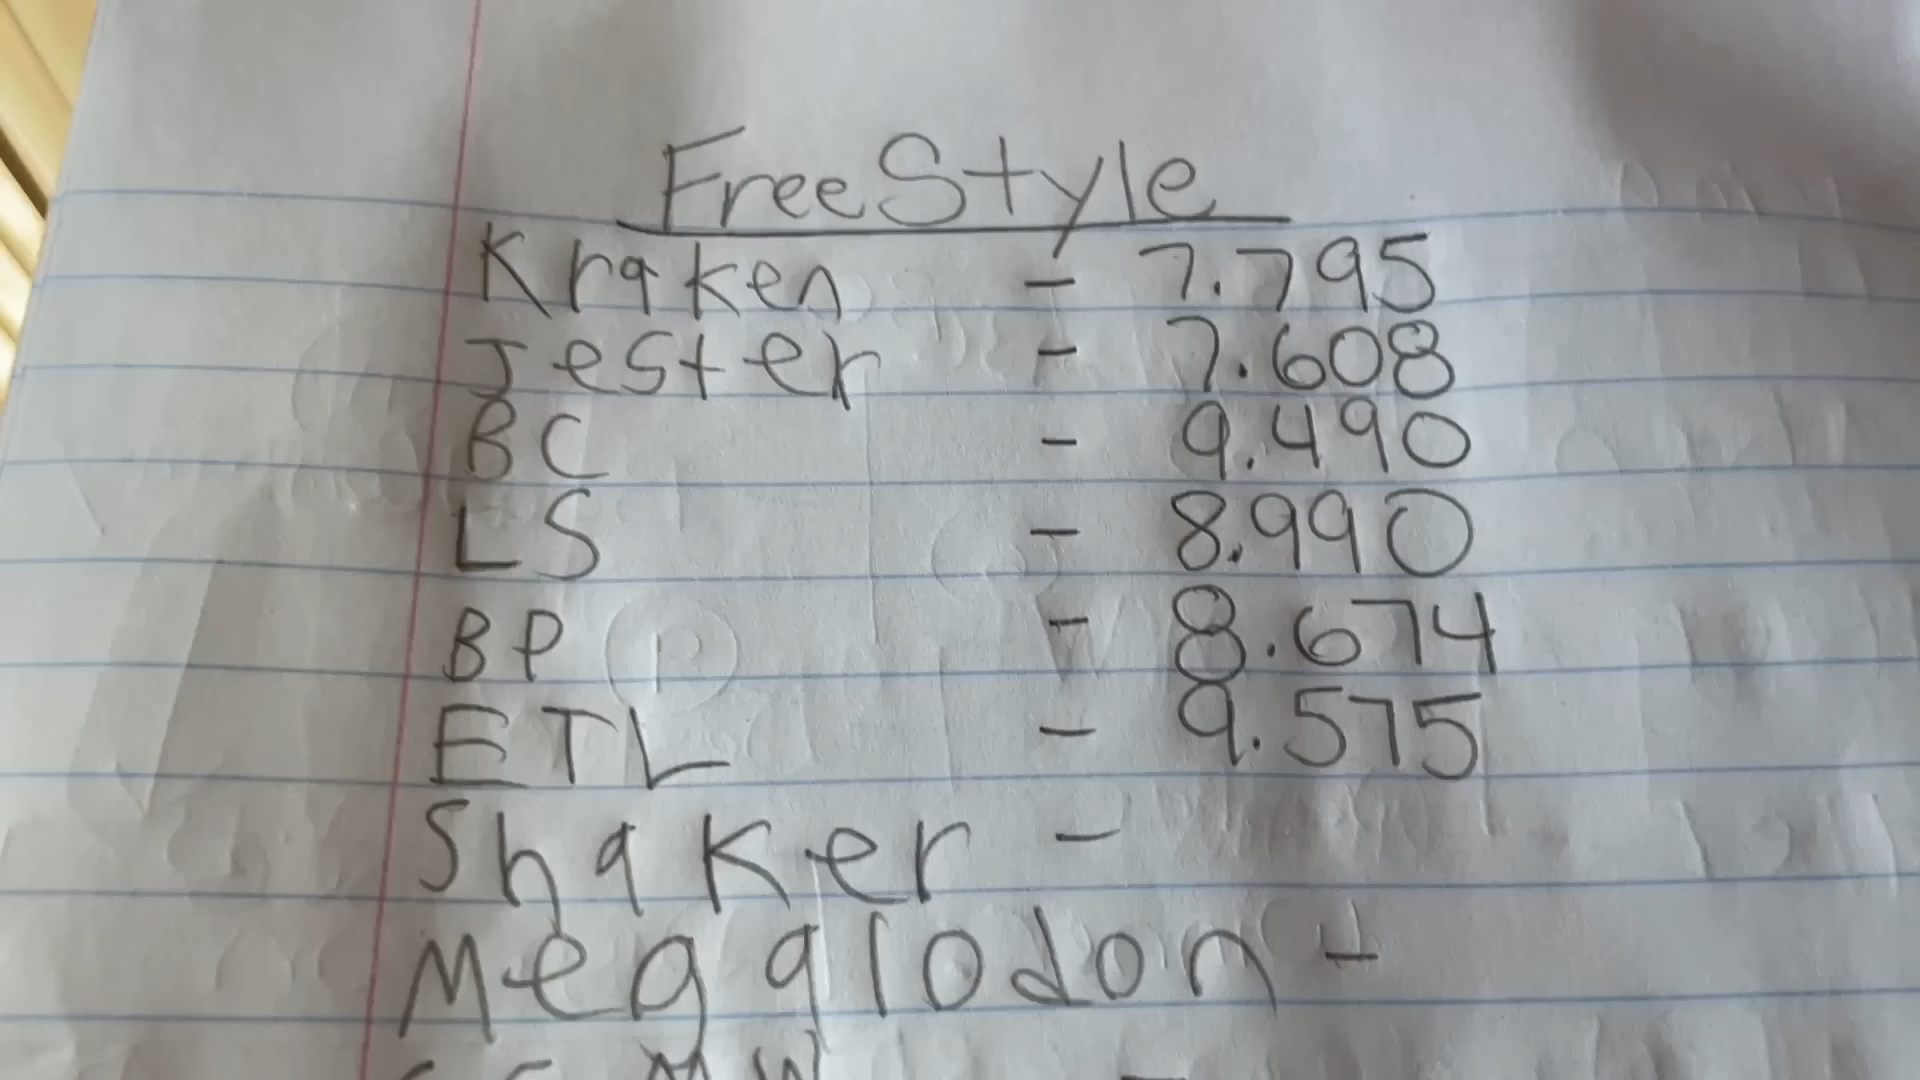 FreeStyle
Kraken - 7.795
Jester - 7.608
BC - 9.490
LS - 8.990
BP - 8.674
ETL - 9.575
Shaker -
Megalodon -